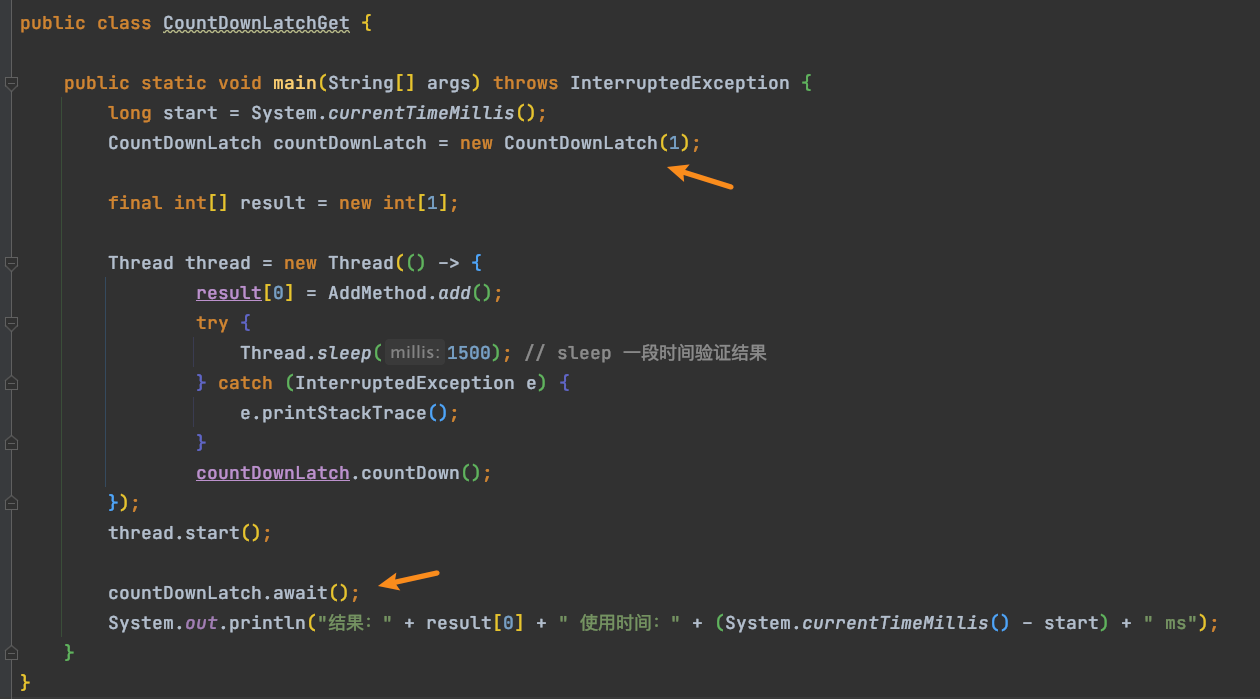 public class CountDownLatchGet {
public static void main(String[] args) throws InterruptedException {
long start = System.currentTimeMillis();
CountDownLatch countDownLatch = new CountDownLatch(1);
final int[] result = new int[1];
Thread thread = new Thread(() -> {
result[0] = AddMethod.add();
try {
Thread.sleep( millis: 1500); // sleep 一段时间验证结果
} catch (InterruptedException e) {
e.printStackTrace();
}
countDownLatch.countDown();
});
thread.start();
countDownLatch.await();
System.out.println("结果：" + result[0] + " 使用时间：" + (System.currentTimeMillis() - start) + " ms");
}
}